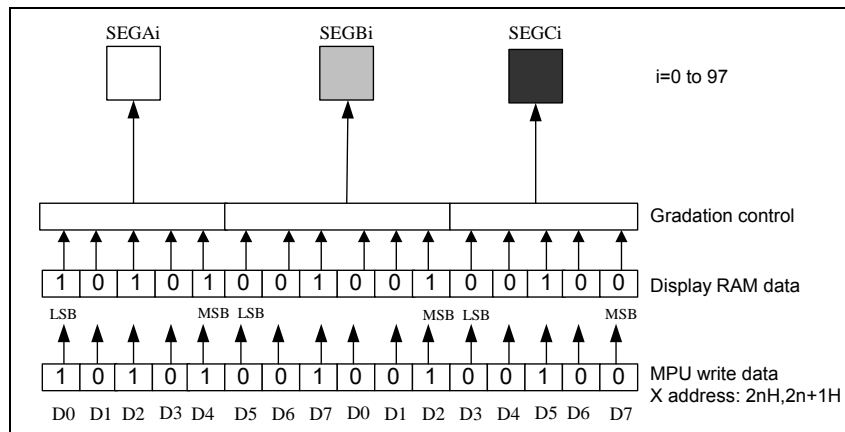 SEGAi SEGBi SEGCi
i=0 to 97
Gradation control
1 0 1 0 1 0 0 1 0 0 1 0 0 1 0 0 Display RAM data
LSB MSB LSB MSB LSB MSB
1 0 1 0 1 0 0 1 0 0 1 0 0 1 0 0 MPU write data
X address: 2nH,2n+1H
D0 D1 D2 D3 D4 D5 D6 D7 D0 D1 D2 D3 D4 D5 D6 D7